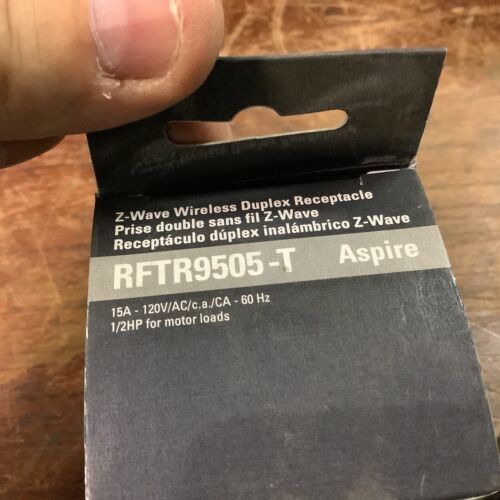 Z-Wave Wireless Duplex Receptacle
Prise double sans fil Z-Wave
Receptáculo dúplex inalámbrico Z-Wave
RFTR9505-T Aspire
15A - 120V/AC/c.a./CA - 60 Hz
1/2HP for motor loads